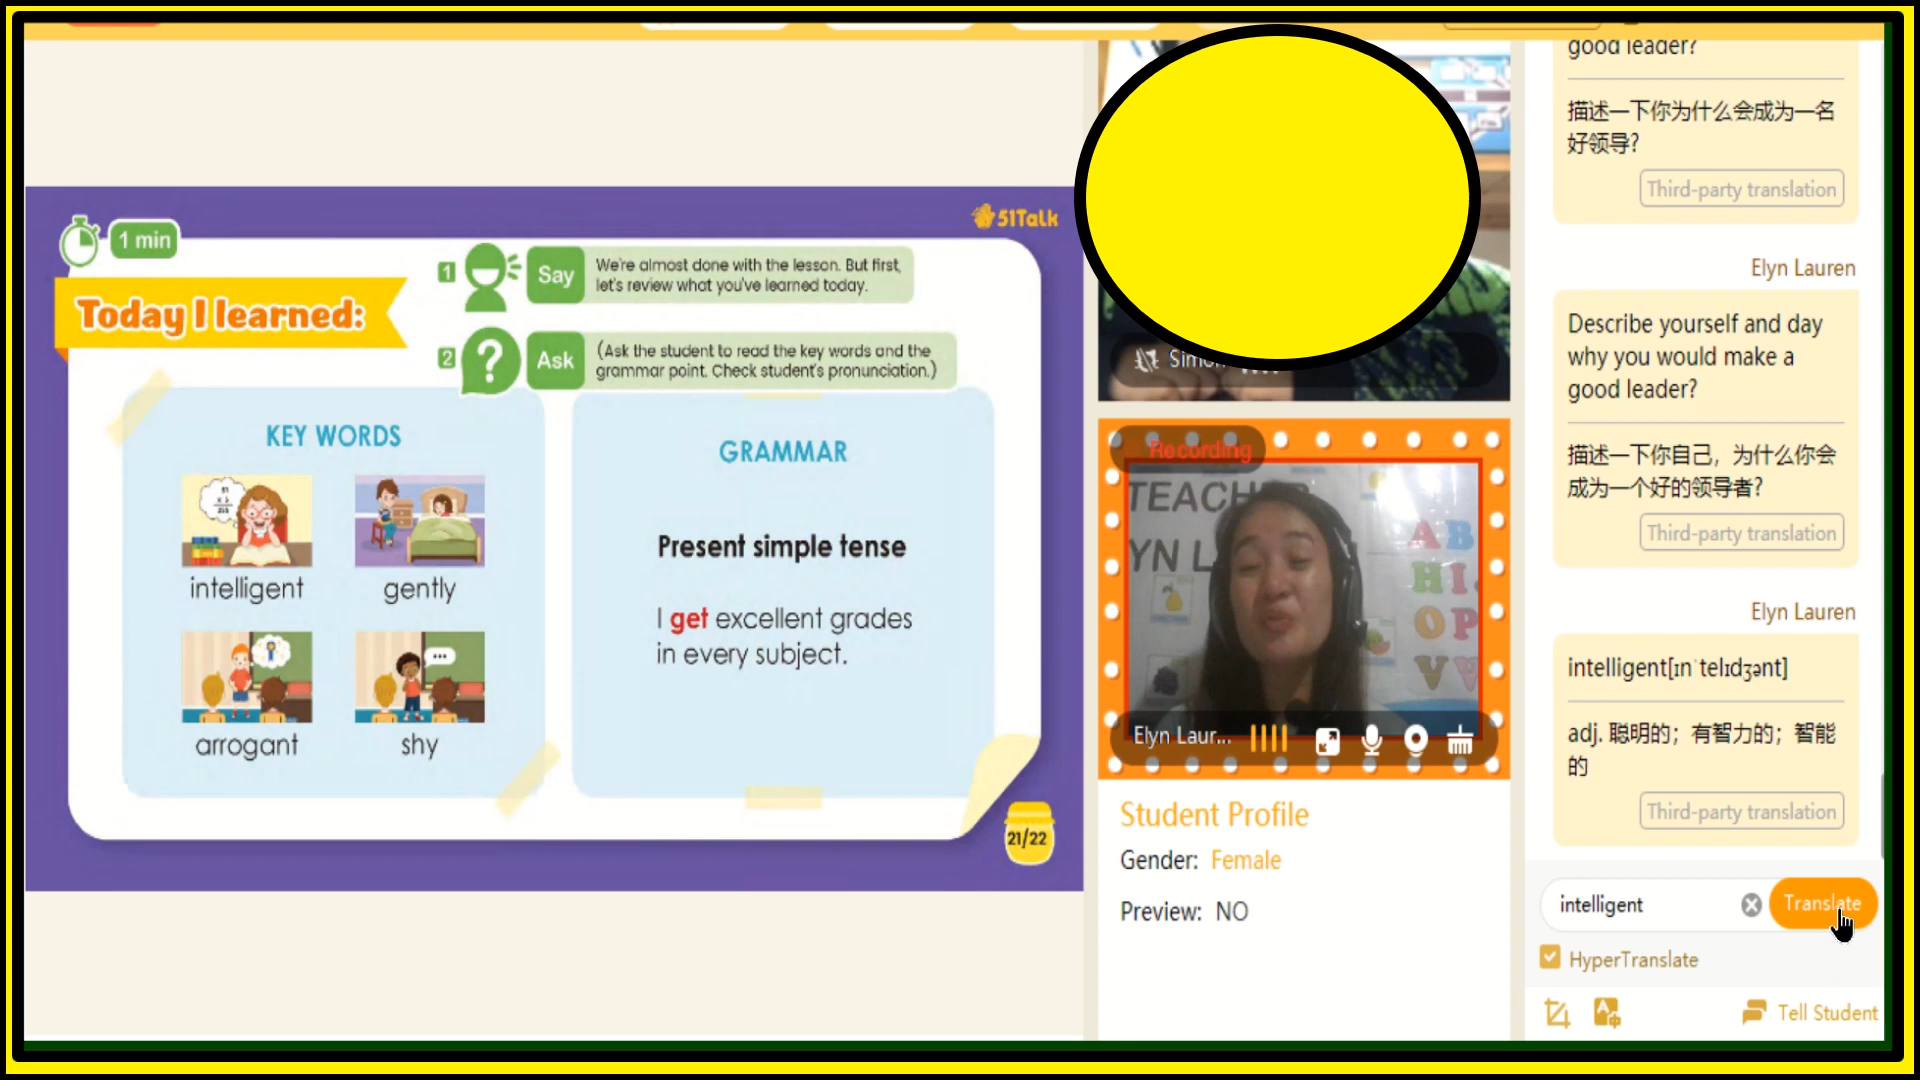 51Talk
1 min
Today I learned:
1
Say
We're almost done with the lesson. But first,
let's review what you've learned today.
2
Ask
(Ask the student to read the key words and the
grammar point. Check student's pronunciation.)
KEY WORDS
intelligent
gently
arrogant
shy
GRAMMAR
Present simple tense
I get excellent grades
in every subject.
21/22
Recording
TEACHER
YN L
A B
H I
O P
V W
Elyn Laur...
Student Profile
Gender: Female
Preview: NO
good leader?
描述一下你为什么会成为一名
好领导?
Third-party translation
Elyn Lauren
Describe yourself and day
why you would make a
good leader?
描述一下你自己，为什么你会
成为一个好的领导者?
Third-party translation
Elyn Lauren
intelligent[ɪnˈtelɪdʒənt]
adj. 聪明的；有智力的；智能
的
Third-party translation
intelligent
Translate
HyperTranslate
Tell Student